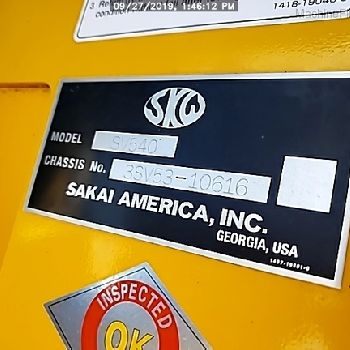 09/27/2019, 1:46:12 PM
SKW
MODEL SV540
CHASSIS No. 3SV53-10616
SAKAI AMERICA, INC.
GEORGIA, USA
INSPECTED
OK